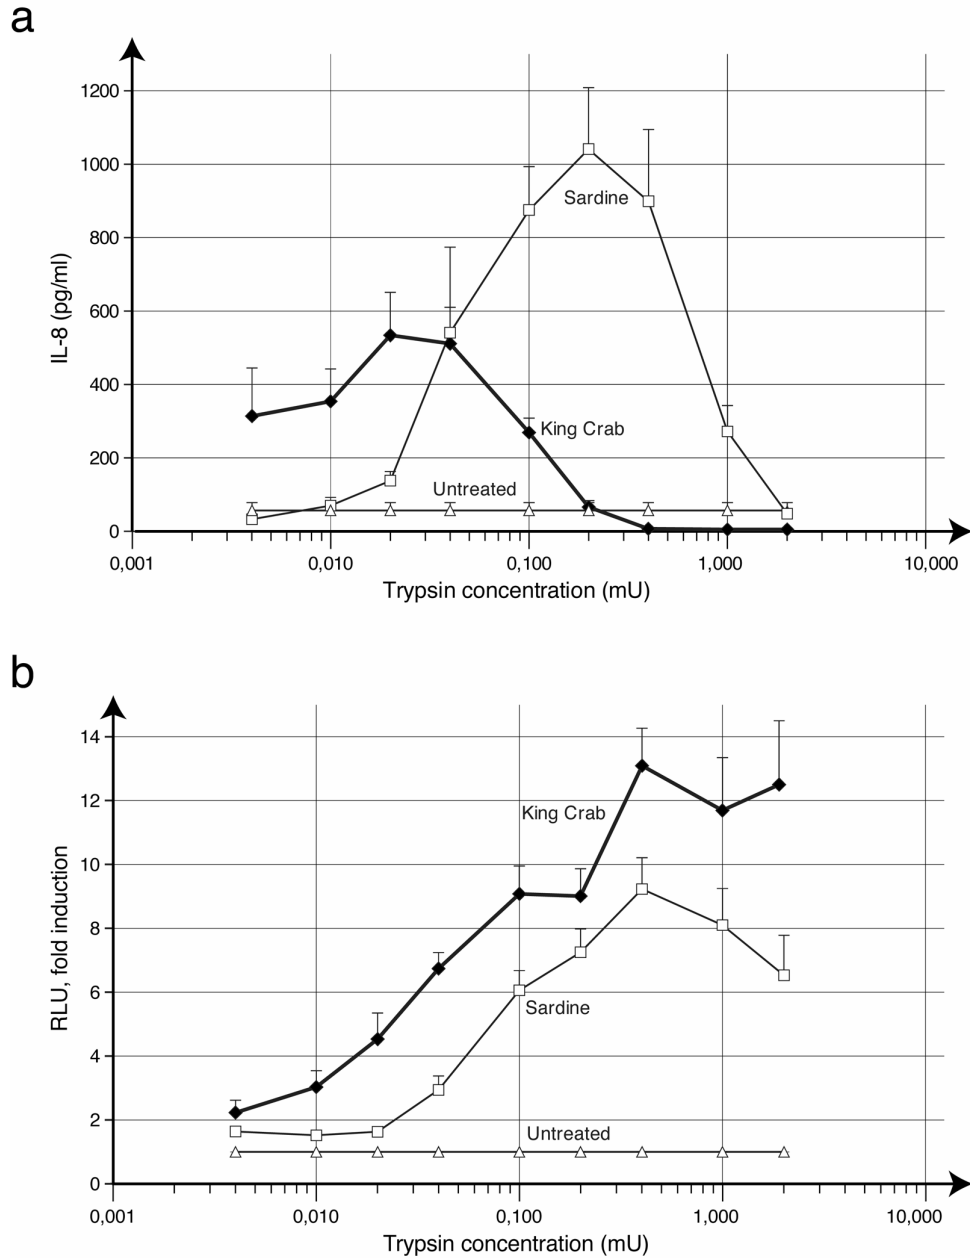 a
1200
1000
800
600
400
200
0
IL-8 (pg/ml)
Sardine
King Crab
Untreated
0,001
0,010
0,100
1,000
10,000
Trypsin concentration (mU)
b
14
12
10
8
6
4
2
0
RLU, fold induction
King Crab
Sardine
Untreated
0,001
0,010
0,100
1,000
10,000
Trypsin concentration (mU)